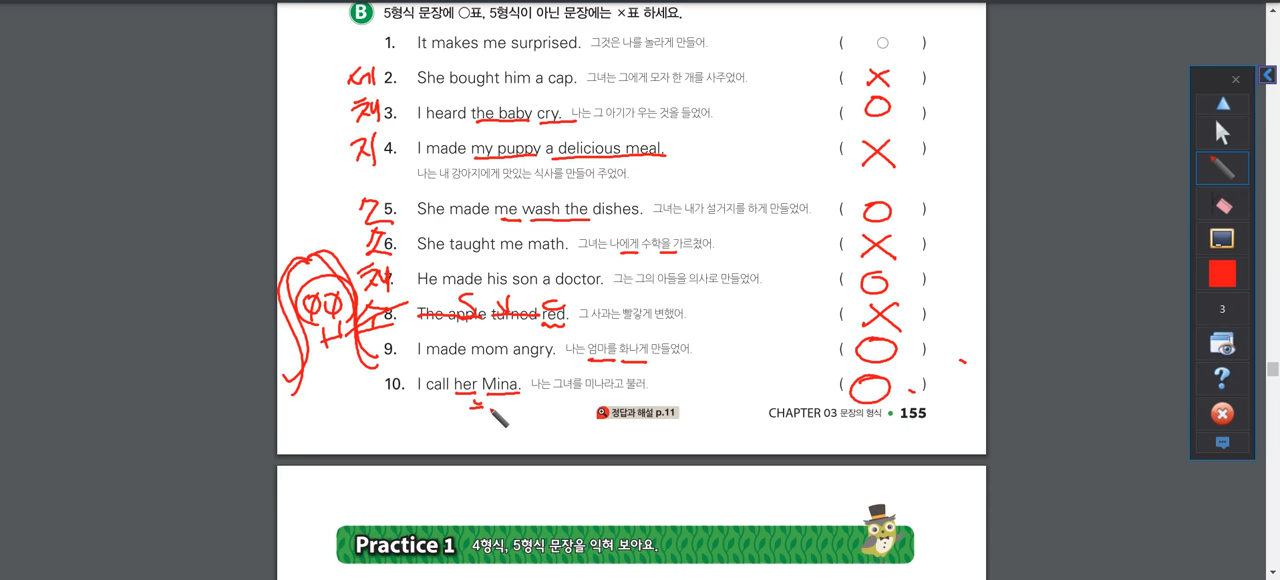 B 5형식 문장에 ○표, 5형식이 아닌 문장에는 ×표 하세요.
1. It makes me surprised. 그것은 나를 놀라게 만들어. ( ○ )
2. She bought him a cap. 그녀는 그에게 모자 한 개를 사주었어. ( X )
3. I heard the baby cry. 나는 그 아기가 우는 것을 들었어. ( O )
지 4. I made my puppy a delicious meal. ( X )
나는 내 강아지에게 맛있는 식사를 만들어 주었어.
5. She made me wash the dishes. 그녀는 내가 설거지를 하게 만들었어. ( O )
6. She taught me math. 그녀는 나에게 수학을 가르쳤어. ( X )
7. He made his son a doctor. 그는 그의 아들을 의사로 만들었어. ( O )
S V C
8. The apple turned red. 그 사과는 빨갛게 변했어. ( X )
9. I made mom angry. 나는 엄마를 화나게 만들었어. ( O )
10. I call her Mina. 나는 그녀를 미나라고 불러. ( O )
정답과 해설 p.11 CHAPTER 03 문장의 형식 • 155
Practice 1 4형식, 5형식 문장을 익혀 보아요.
3